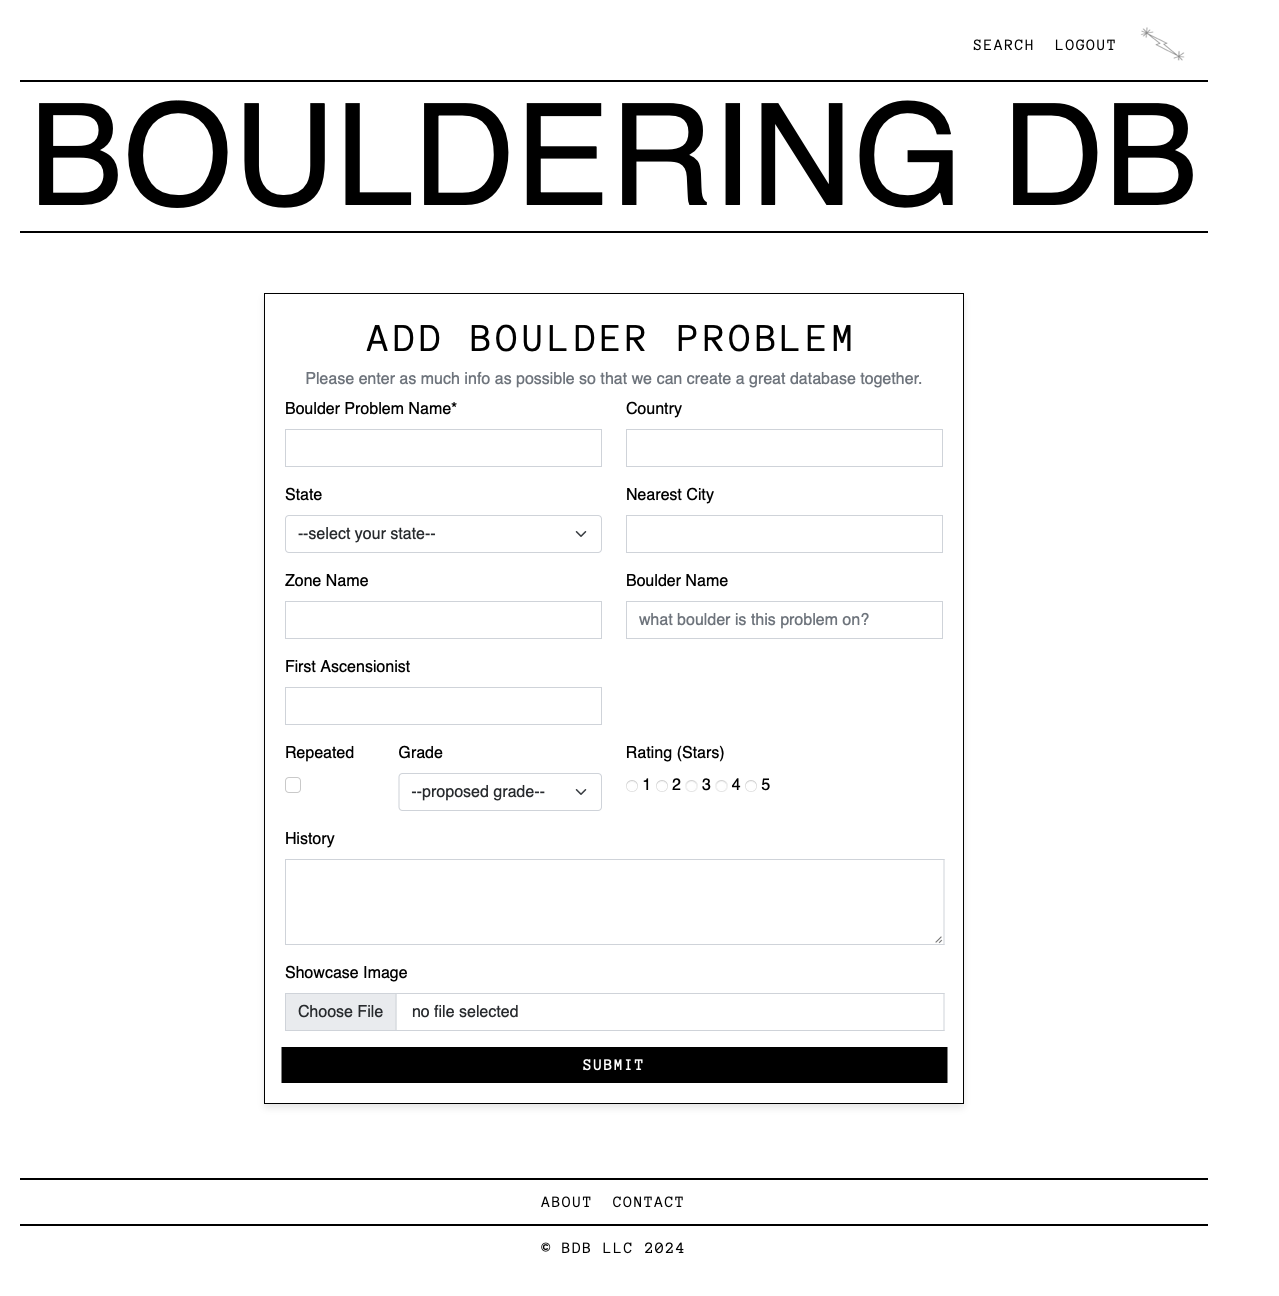 SEARCH LOGOUT
BOULDERING DB
ADD BOULDER PROBLEM
Please enter as much info as possible so that we can create a great database together.
Boulder Problem Name* Country
State Nearest City
--select your state--
Zone Name Boulder Name
what boulder is this problem on?
First Ascensionist
Repeated Grade Rating (Stars)
--proposed grade-- 1 2 3 4 5
History
Showcase Image
Choose File no file selected
SUBMIT
ABOUT CONTACT
© BDB LLC 2024